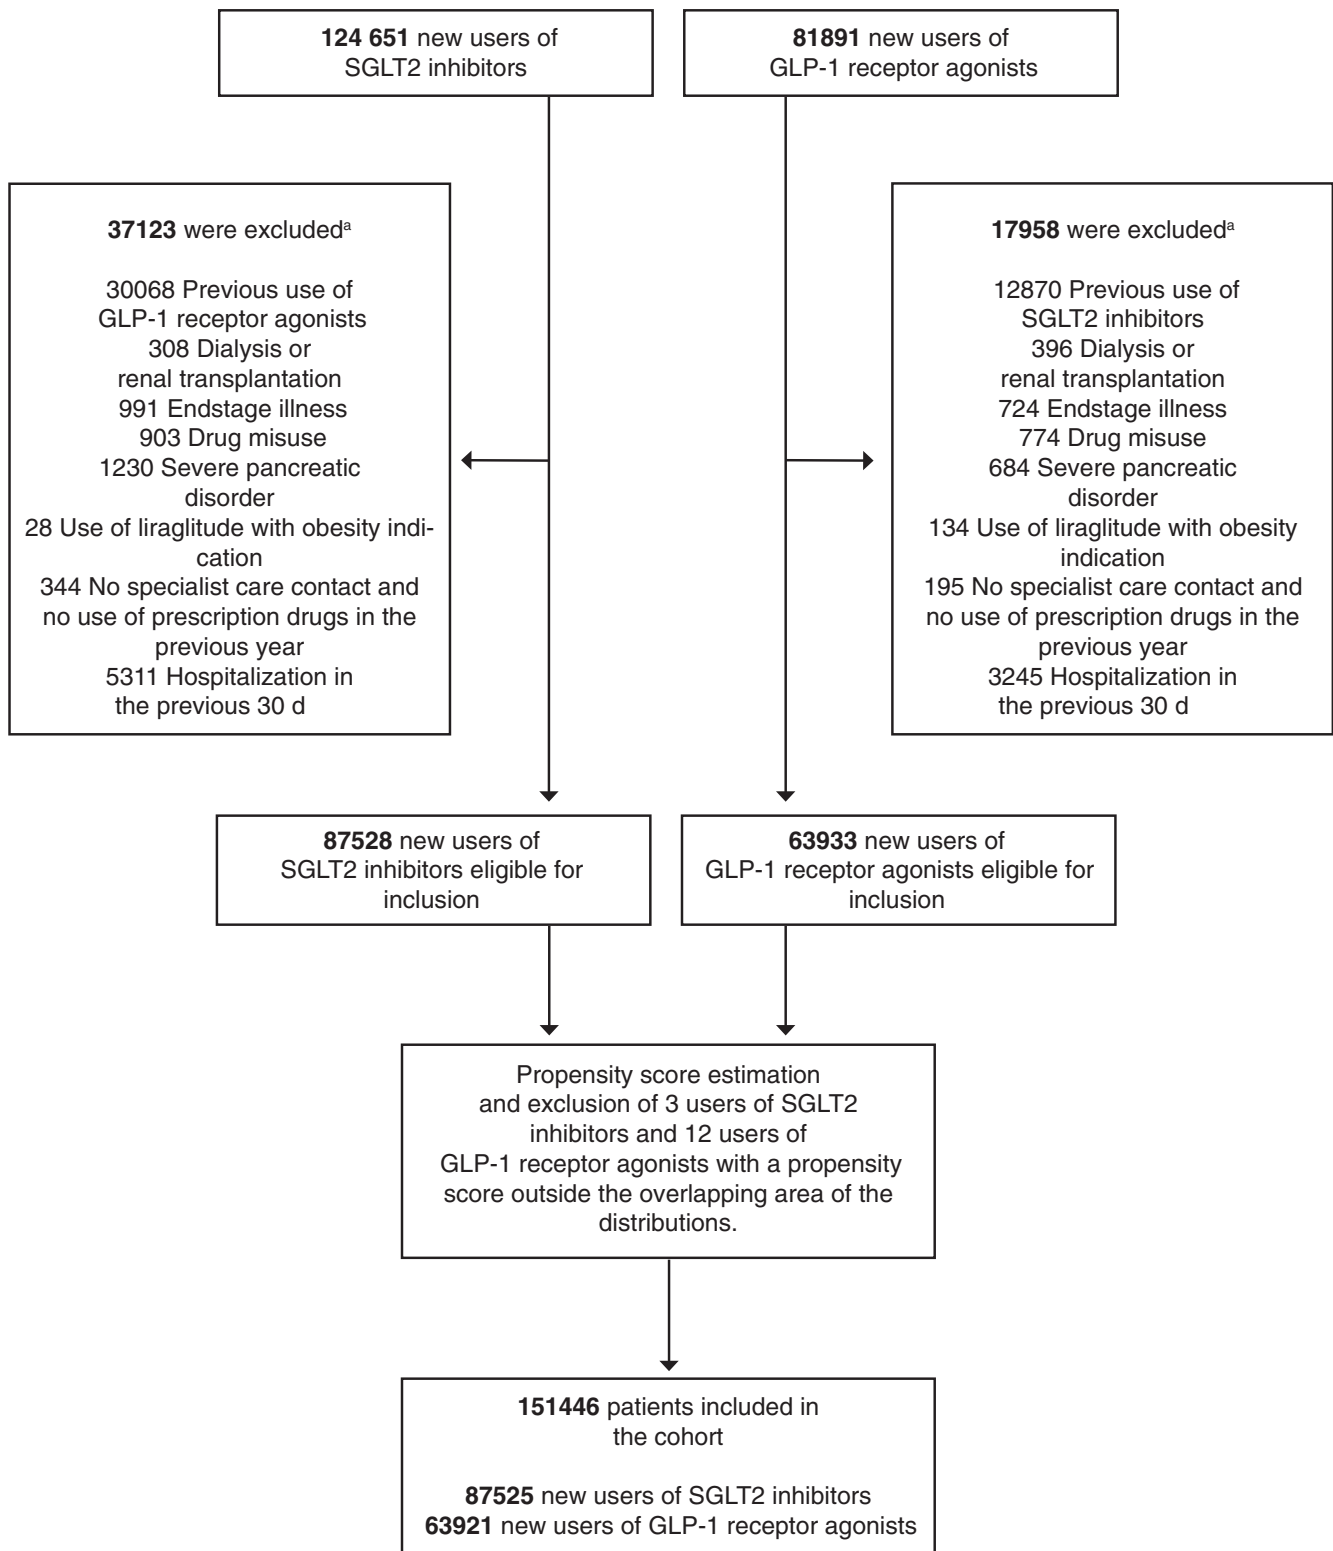 124 651 new users of
SGLT2 inhibitors
81891 new users of
GLP-1 receptor agonists
37123 were excludedᵃ
30068 Previous use of
GLP-1 receptor agonists
308 Dialysis or
renal transplantation
991 Endstage illness
903 Drug misuse
1230 Severe pancreatic
disorder
28 Use of liraglitude with obesity indi-
cation
344 No specialist care contact and
no use of prescription drugs in the
previous year
5311 Hospitalization in
the previous 30 d
17958 were excludedᵃ
12870 Previous use of
SGLT2 inhibitors
396 Dialysis or
renal transplantation
724 Endstage illness
774 Drug misuse
684 Severe pancreatic
disorder
134 Use of liraglitude with obesity
indication
195 No specialist care contact and
no use of prescription drugs in the
previous year
3245 Hospitalization in
the previous 30 d
87528 new users of
SGLT2 inhibitors eligible for
inclusion
63933 new users of
GLP-1 receptor agonists eligible for
inclusion
Propensity score estimation
and exclusion of 3 users of SGLT2
inhibitors and 12 users of
GLP-1 receptor agonists with a propensity
score outside the overlapping area of the
distributions.
151446 patients included in
the cohort
87525 new users of SGLT2 inhibitors
63921 new users of GLP-1 receptor agonists